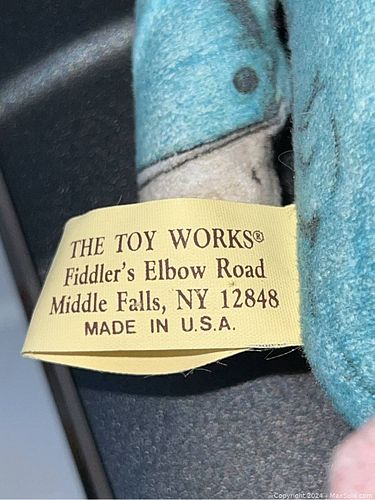 THE TOY WORKS®
Fiddler's Elbow Road
Middle Falls, NY 12848
MADE IN U.S.A.
Copyright 2024 - MaxSold.com